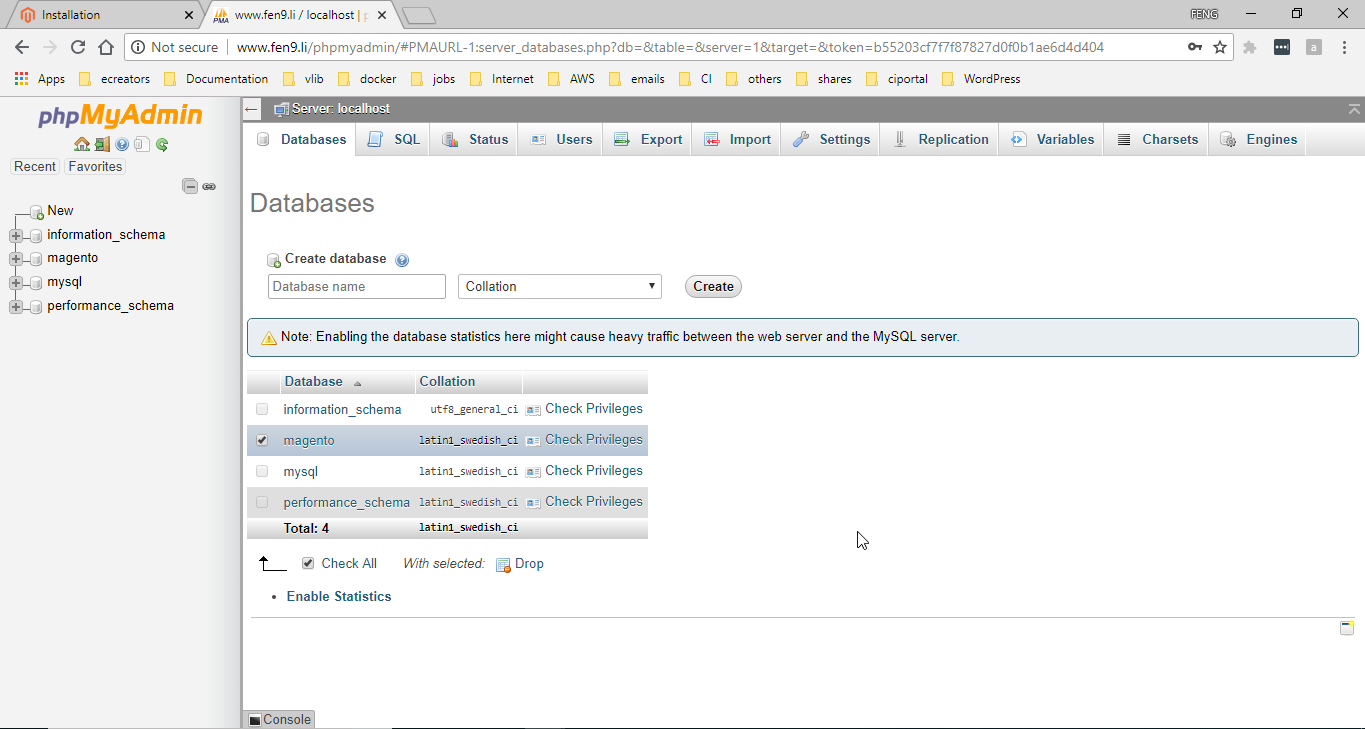 Installation
www.fen9.li / localhost | p
FENG
Not secure
www.fen9.li/phpmyadmin/#PMAURL-1:server_databases.php?db=&table=&server=1&target=&token=b55203cf7f7f87827d0f0b1ae6d4d404
Apps ecreators Documentation vlib docker jobs Internet AWS emails CI others shares ciportal WordPress
phpMyAdmin
Recent Favorites
New
information_schema
magento
mysql
performance_schema
Server: localhost
Databases SQL Status Users Export Import Settings Replication Variables Charsets Engines
Databases
Create database
Database name Collation Create
Note: Enabling the database statistics here might cause heavy traffic between the web server and the MySQL server.
Database Collation
information_schema utf8_general_ci Check Privileges
magento latin1_swedish_ci Check Privileges
mysql latin1_swedish_ci Check Privileges
performance_schema latin1_swedish_ci Check Privileges
Total: 4 latin1_swedish_ci
Check All With selected: Drop
• Enable Statistics
Console